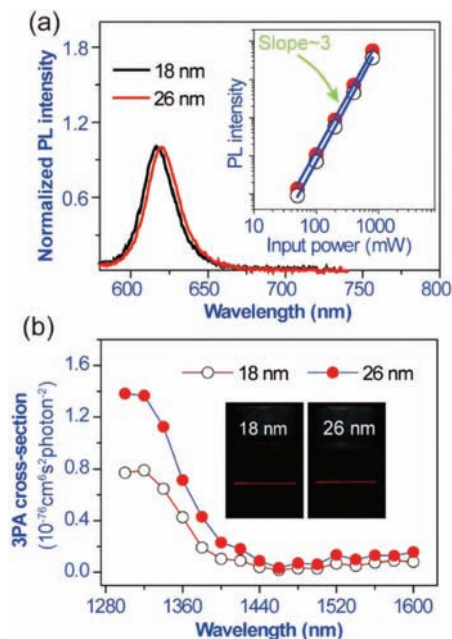 (a)
Normalized PL intensity
1.8
1.2
0.6
18 nm
26 nm
Slope~3
PL intensity
10
100
1000
Input power (mW)
600
650
700
750
800
Wavelength (nm)
(b)
3PA cross-section
(10⁻⁷⁶cm⁶s²photon⁻²)
1.6
1.2
0.8
0.4
0.0
18 nm
26 nm
18 nm
26 nm
1280
1360
1440
1520
1600
Wavelength (nm)